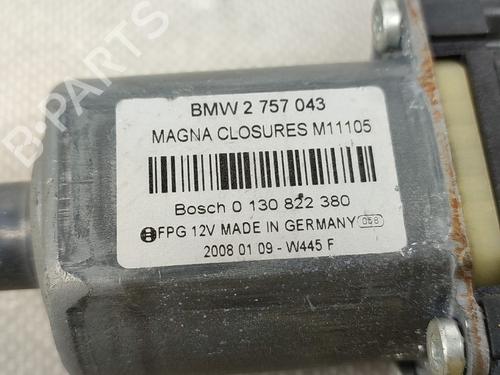 B-PARTS
BMW 2 757 043
MAGNA CLOSURES M11105
Bosch 0 130 822 380
FPG 12V MADE IN GERMANY 058
2008 01 09 - W445 F